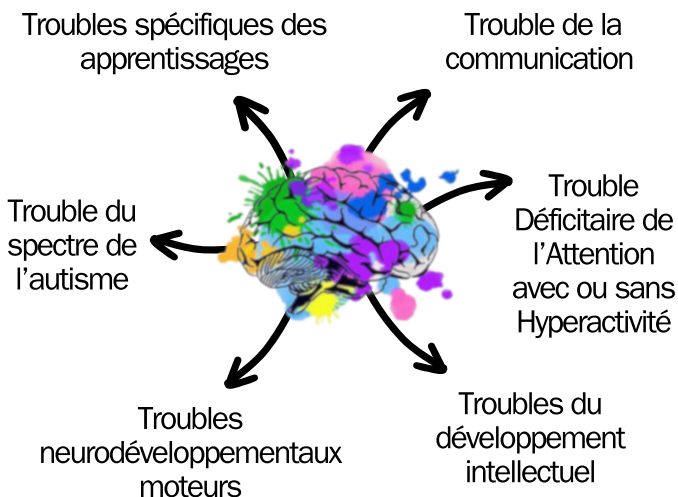 Troubles spécifiques des
apprentissages
Trouble de la
communication
Trouble du
spectre de
l'autisme
Trouble
Déficitaire de
l'Attention
avec ou sans
Hyperactivité
Troubles
neurodéveloppementaux
moteurs
Troubles du
développement
intellectuel